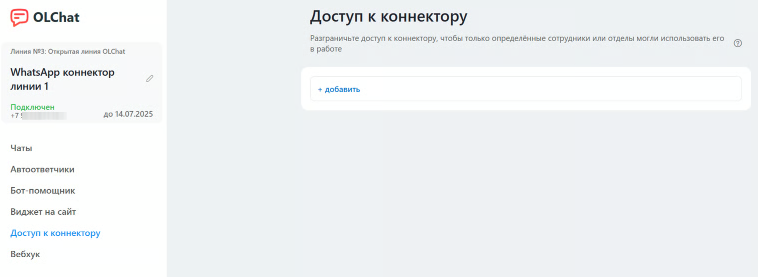 OLChat
Линия №3: Открытая линия OLChat
WhatsApp коннектор
линии 1
Подключен
+7
до 14.07.2025
Чаты
Автоответчики
Бот-помощник
Виджет на сайт
Доступ к коннектору
Вебхук
Доступ к коннектору
Разграничьте доступ к коннектору, чтобы только определённые сотрудники или отделы могли использовать его
в работе
?
+ добавить